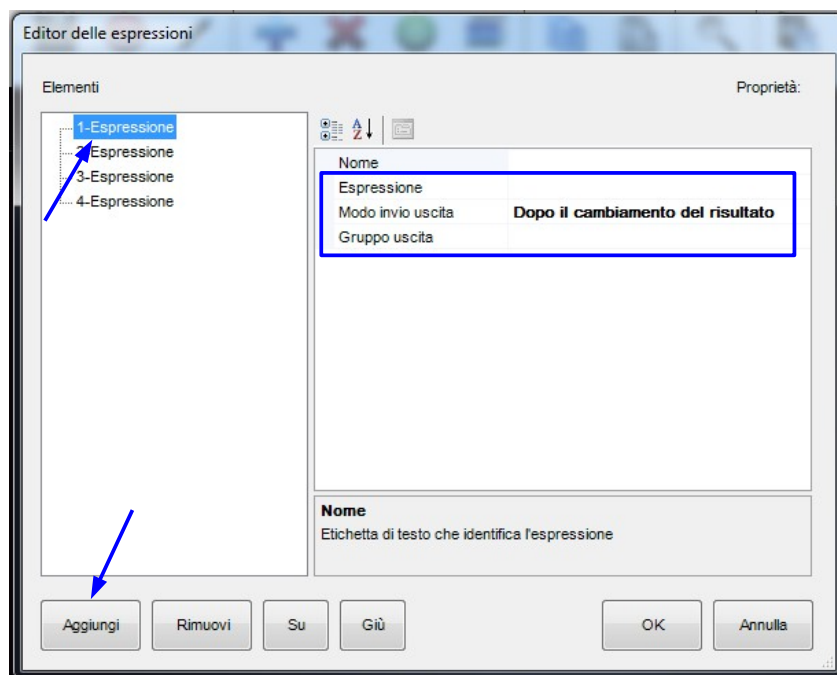 Editor delle espressioni
Elementi
Proprietà:
1-Espressione
2-Espressione
3-Espressione
4-Espressione
Nome
Espressione
Modo invio uscita Dopo il cambiamento del risultato
Gruppo uscita
Nome
Etichetta di testo che identifica l'espressione
Aggiungi Rimuovi Su Giù OK Annulla